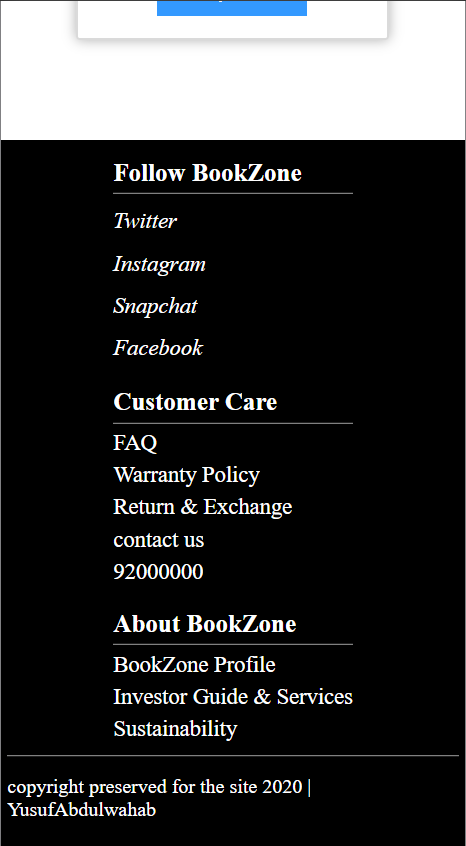 Follow BookZone
Twitter
Instagram
Snapchat
Facebook
Customer Care
FAQ
Warranty Policy
Return & Exchange
contact us
92000000
About BookZone
BookZone Profile
Investor Guide & Services
Sustainability
copyright preserved for the site 2020 |
YusufAbdulwahab